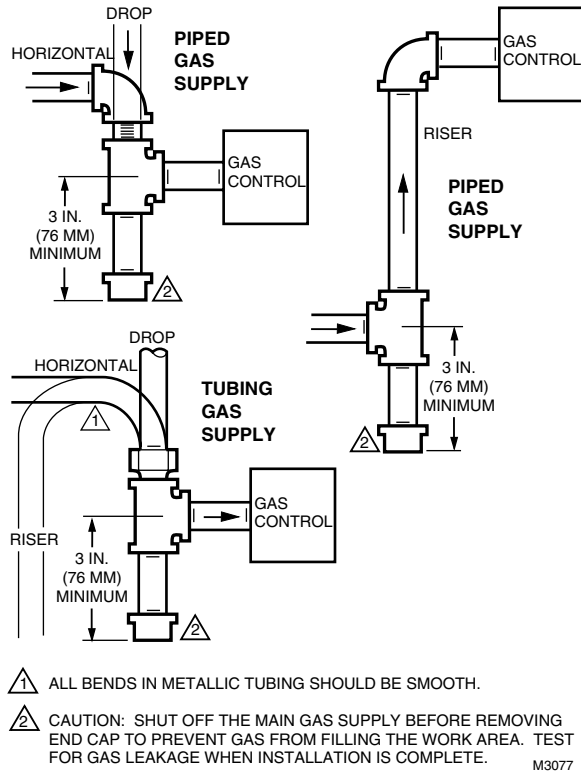 DROP
HORIZONTAL
PIPED
GAS
SUPPLY
GAS
CONTROL
3 IN.
(76 MM)
MINIMUM
2
GAS
CONTROL
RISER
PIPED
GAS
SUPPLY
3 IN.
(76 MM)
MINIMUM
2
DROP
HORIZONTAL
1
TUBING
GAS
SUPPLY
GAS
CONTROL
RISER
3 IN.
(76 MM)
MINIMUM
2
1 ALL BENDS IN METALLIC TUBING SHOULD BE SMOOTH.
2 CAUTION: SHUT OFF THE MAIN GAS SUPPLY BEFORE REMOVING
END CAP TO PREVENT GAS FROM FILLING THE WORK AREA. TEST
FOR GAS LEAKAGE WHEN INSTALLATION IS COMPLETE.
M3077